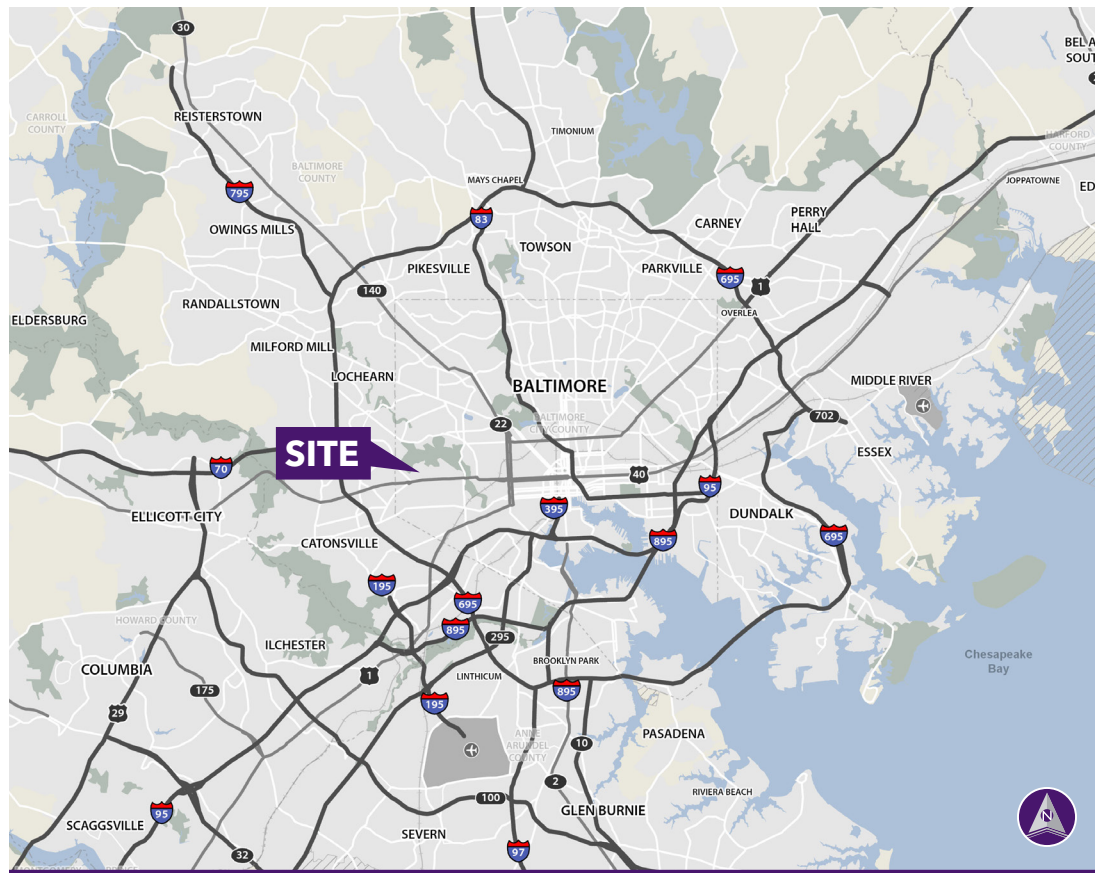 30
BEL A
SOUT
REISTERSTOWN
CARROLL
COUNTY
TIMONIUM
HARFORD
COUNTY
BALTIMORE
COUNTY
MAYS CHAPEL
JOPPATOWNE
ED
795
83
PERRY
HALL
CARNEY
OWINGS MILLS
TOWSON
PIKESVILLE
PARKVILLE
695
1
140
RANDALLSTOWN
OVERLEA
ELDERSBURG
MILFORD MILL
LOCHEARN
BALTIMORE
MIDDLE RIVER
BALTIMORE
CITY COUNTY
22
702
SITE
ESSEX
70
40
95
395
ELLICOTT CITY
DUNDALK
CATONSVILLE
895
695
195
695
HOWARD COUNTY
895
295
ILCHESTER
Chesapeake
Bay
BROOKLYN PARK
COLUMBIA
1
LINTHICUM
175
895
195
29
ANNE
ARUNDEL
COUNTY
PASADENA
10
2
RIVIERA BEACH
100
95
GLEN BURNIE
N
SCAGGSVILLE
SEVERN
97
32